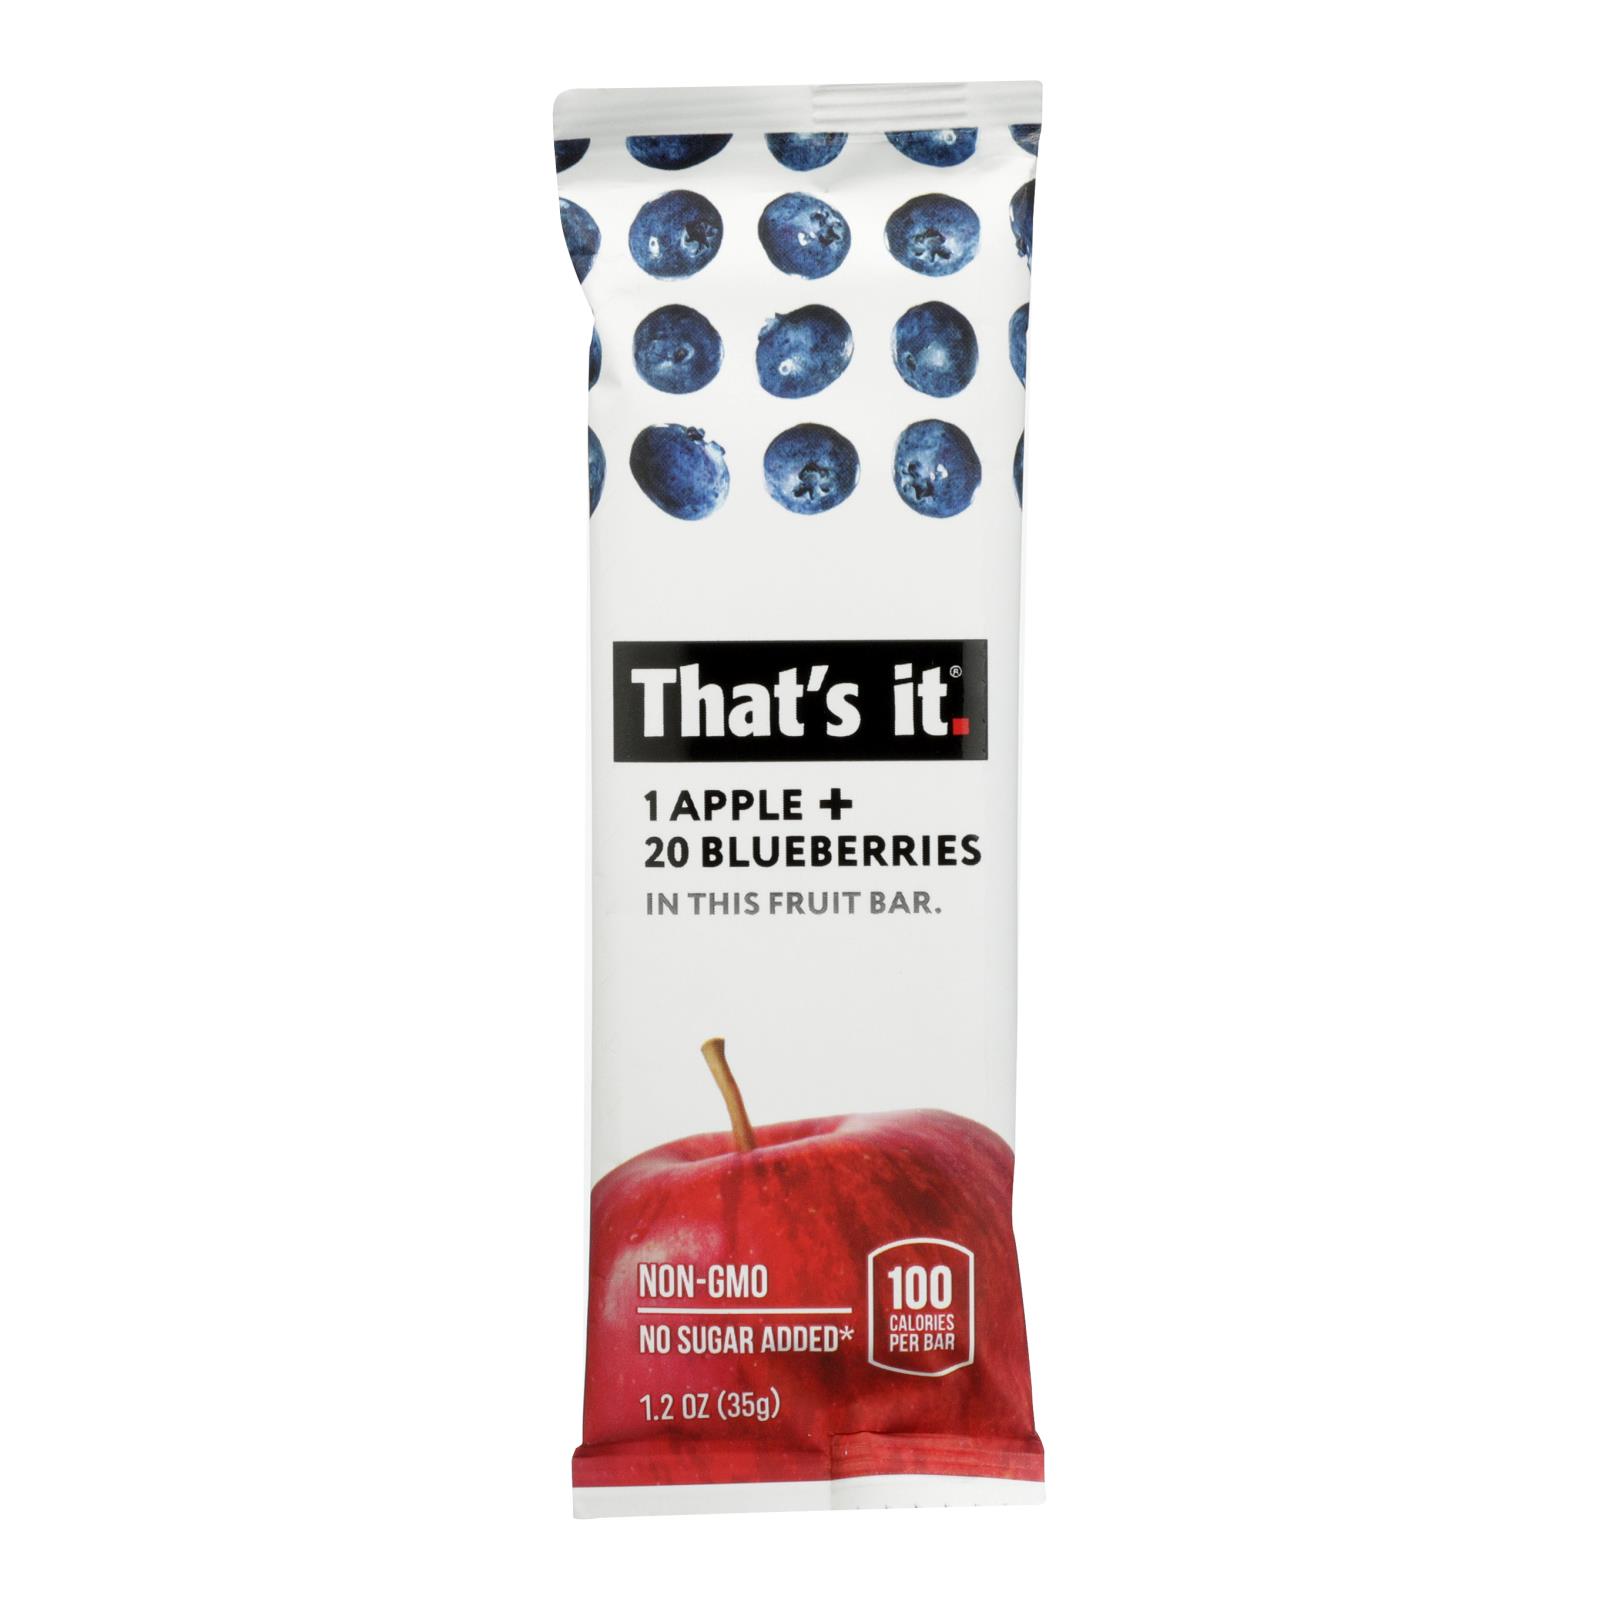 That's it.®
1 APPLE +
20 BLUEBERRIES
IN THIS FRUIT BAR.
NON-GMO
NO SUGAR ADDED*
100
CALORIES
PER BAR
1.2 OZ (35g)